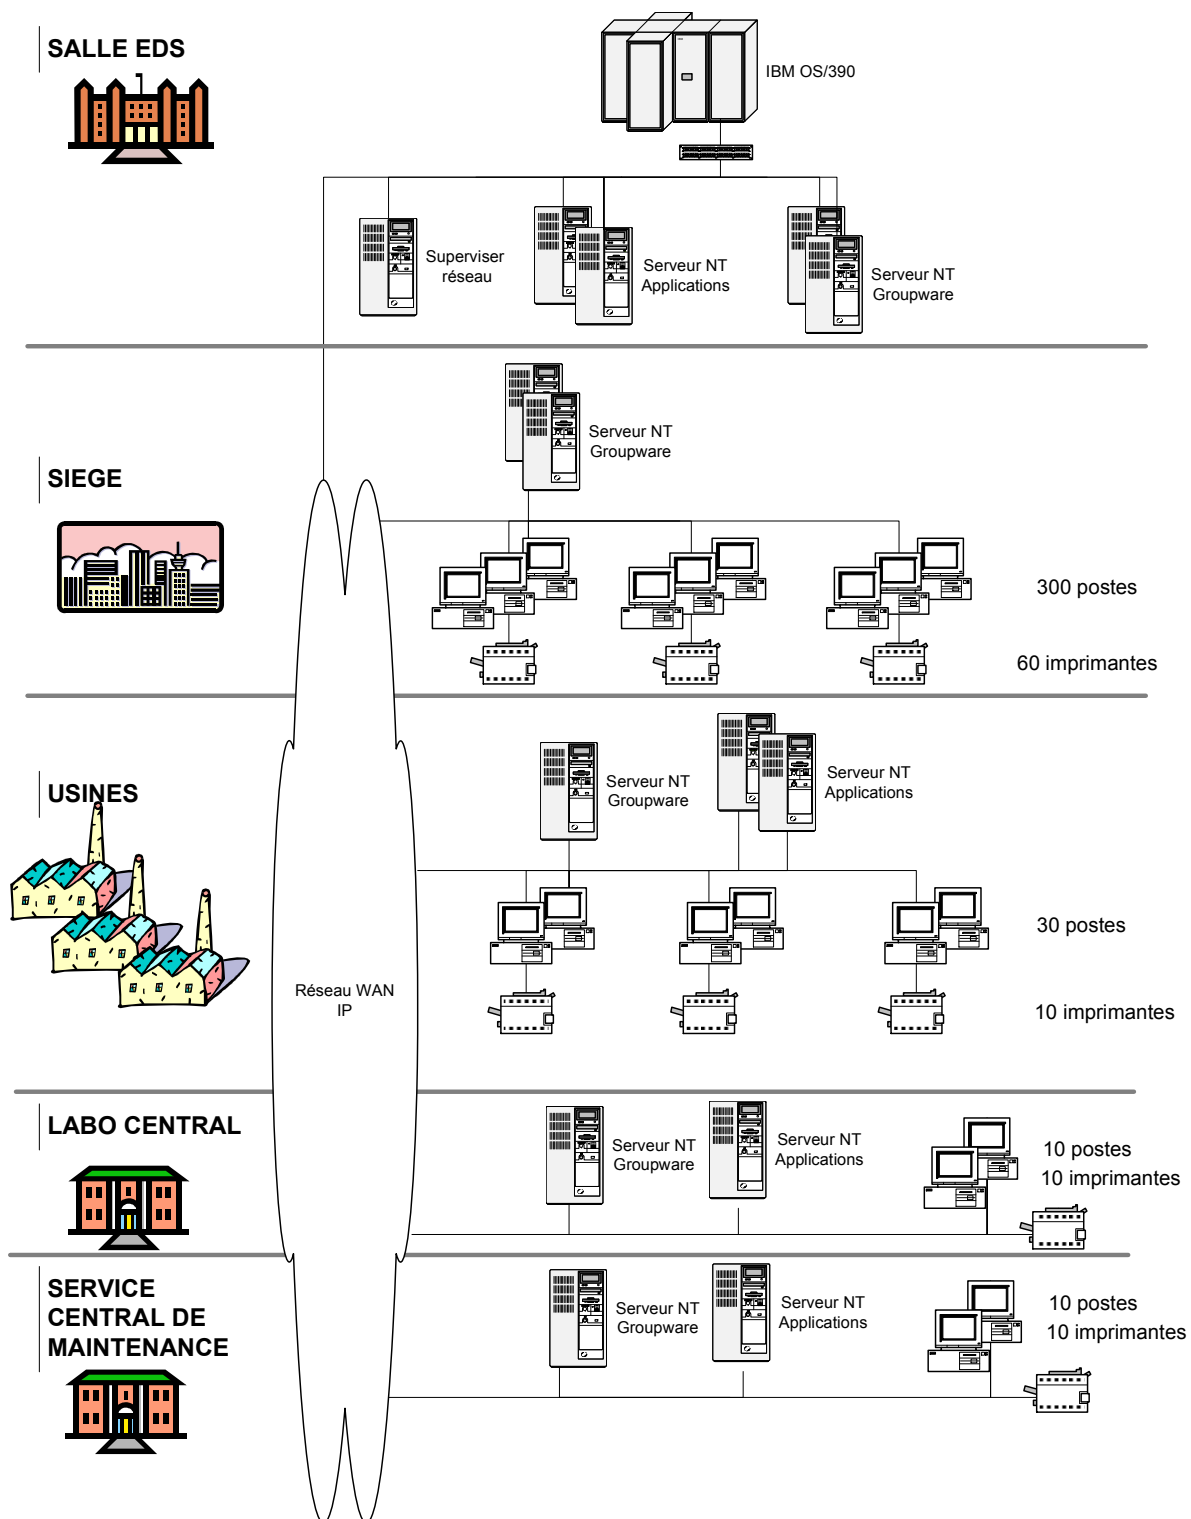 SALLE EDS
IBM OS/390
Superviser
réseau
Serveur NT
Applications
Serveur NT
Groupware
SIEGE
Serveur NT
Groupware
300 postes
60 imprimantes
USINES
Serveur NT
Groupware
Serveur NT
Applications
30 postes
Réseau WAN
IP
10 imprimantes
LABO CENTRAL
Serveur NT
Groupware
Serveur NT
Applications
10 postes
10 imprimantes
SERVICE
CENTRAL DE
MAINTENANCE
Serveur NT
Groupware
Serveur NT
Applications
10 postes
10 imprimantes